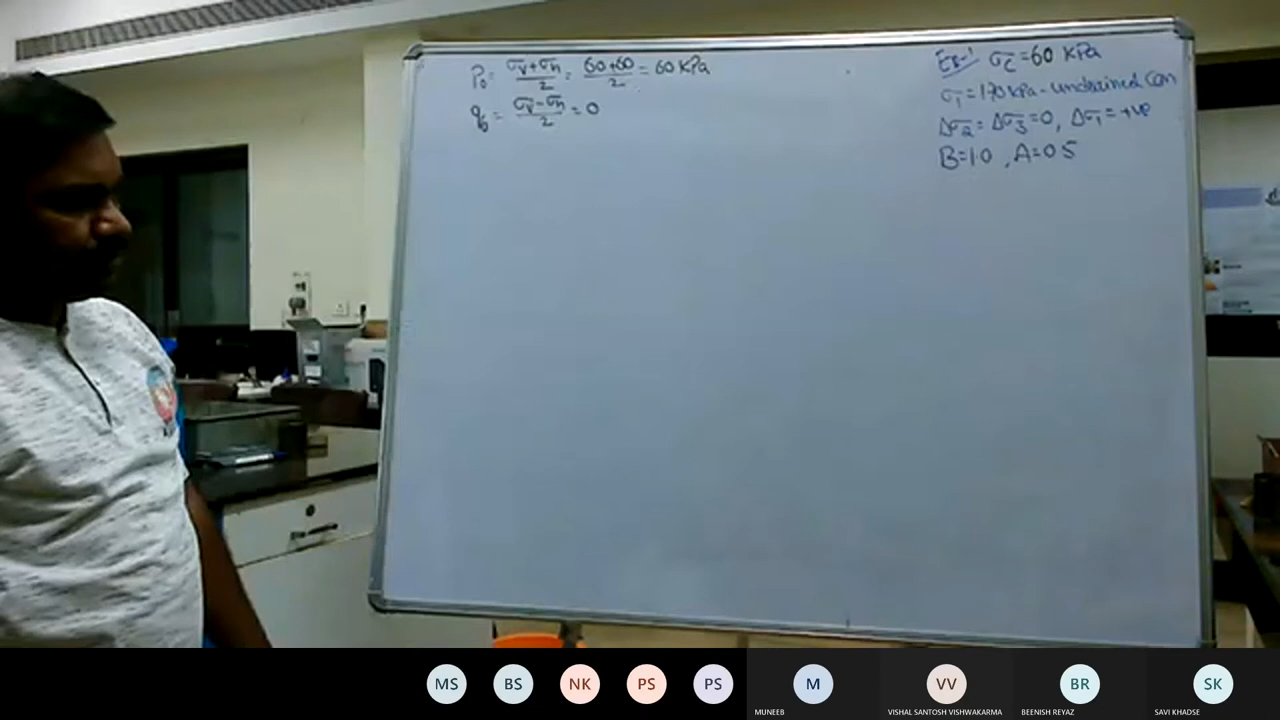 P₀ = (σv+σh)/2 = (60+60)/2 = 60 KPa
q₀ = (σv-σh)/2 = 0
Ex-1 σc = 60 KPa
σ₁ = 170 KPa - undrained Con
Δσ₂ = Δσ₃ = 0, Δσ₁ = +ve
B = 1.0, A = 0.5
MS BS NK PS PS M VV BR SK
MUNEEB VISHAL SANTOSH VISHWAKARMA BEENISH REYAZ SAVI KHADSE